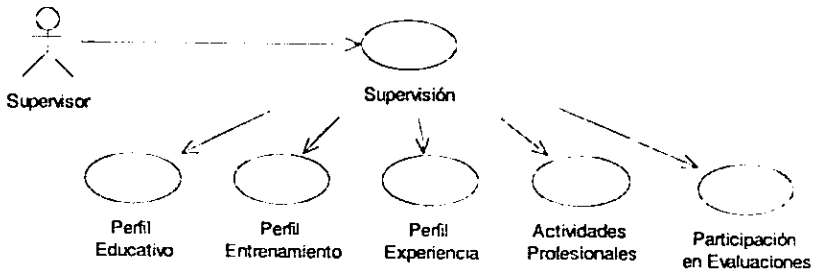 Supervisor
Supervisión
Perfil
Educativo
Perfil
Entrenamiento
Perfil
Experiencia
Actividades
Profesionales
Participación
en Evaluaciones